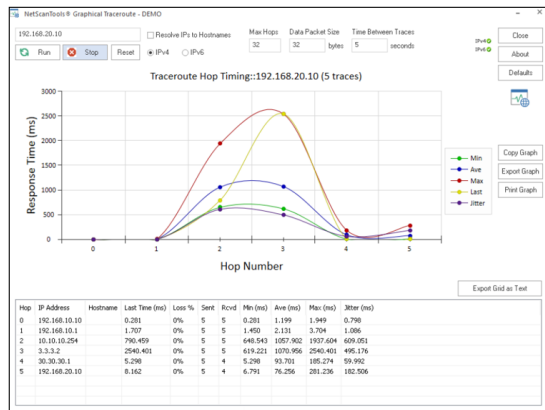 NetScanTools® Graphical Traceroute - DEMO
192.168.20.10
Resolve IPs to Hostnames
Max Hops
Data Packet Size
Time Between Traces
32
32
bytes
5
seconds
IPv4
IPv6
Close
Run
Stop
Reset
IPv4
IPv6
About
Defaults
Traceroute Hop Timing::192.168.20.10 (5 traces)
Response Time (ms)
3000
2500
2000
1500
1000
500
0
0 1 2 3 4 5
Hop Number
Min
Ave
Max
Last
Jitter
Copy Graph
Export Graph
Print Graph
Export Grid as Text
Hop IP Address Hostname Last Time (ms) Loss % Sent Rcvd Min (ms) Ave (ms) Max (ms) Jitter (ms)
0 192.168.10.10 0.281 0% 5 5 0.281 1.199 1.949 0.798
1 192.168.10.1 1.707 0% 5 5 1.450 2.131 3.704 1.086
2 10.10.10.254 790.459 0% 5 5 648.543 1057.902 1937.604 609.051
3 3.3.3.2 2540.401 0% 5 5 619.221 1070.956 2540.401 495.176
4 30.30.30.1 5.298 0% 5 4 5.298 93.701 185.274 59.992
5 192.168.20.10 8.162 0% 5 4 6.791 76.256 281.236 182.506